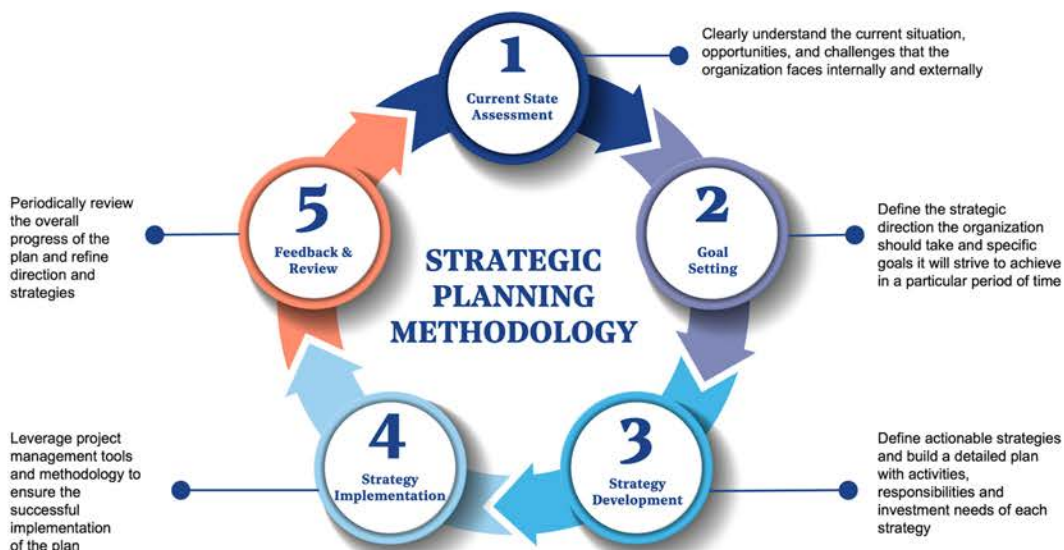 1
Current State
Assessment
Clearly understand the current situation,
opportunities, and challenges that the
organization faces internally and externally
2
Goal
Setting
Define the strategic
direction the organization
should take and specific
goals it will strive to achieve
in a particular period of time
3
Strategy
Development
Define actionable strategies
and build a detailed plan
with activities,
responsibilities and
investment needs of each
strategy
4
Strategy
Implementation
Leverage project
management tools
and methodology to
ensure the
successful
implementation
of the plan
5
Feedback &
Review
Periodically review
the overall
progress of the
plan and refine
direction and
strategies
STRATEGIC
PLANNING
METHODOLOGY